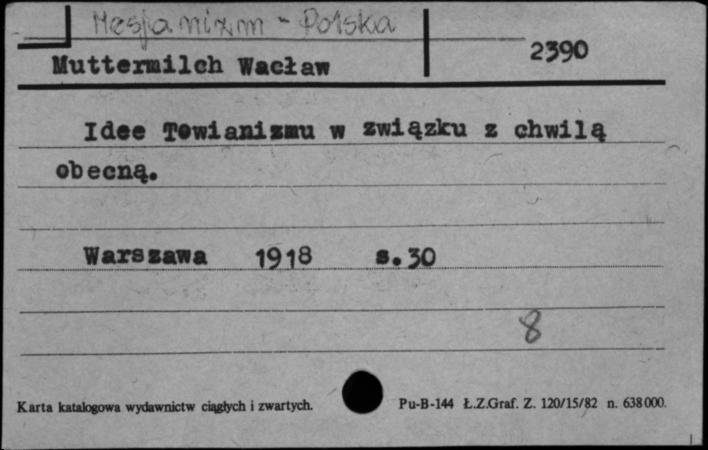 Mesjanizm - Polska
Muttermilch Wacław
2390
Idee Towianizmu w związku z chwilą
obecną.
Warszawa 1918 s.30
8
Karta katalogowa wydawnictw ciągłych i zwartych.
Pu-B-144 Ł.Z.Graf. Z. 120/15/82 n. 638000.